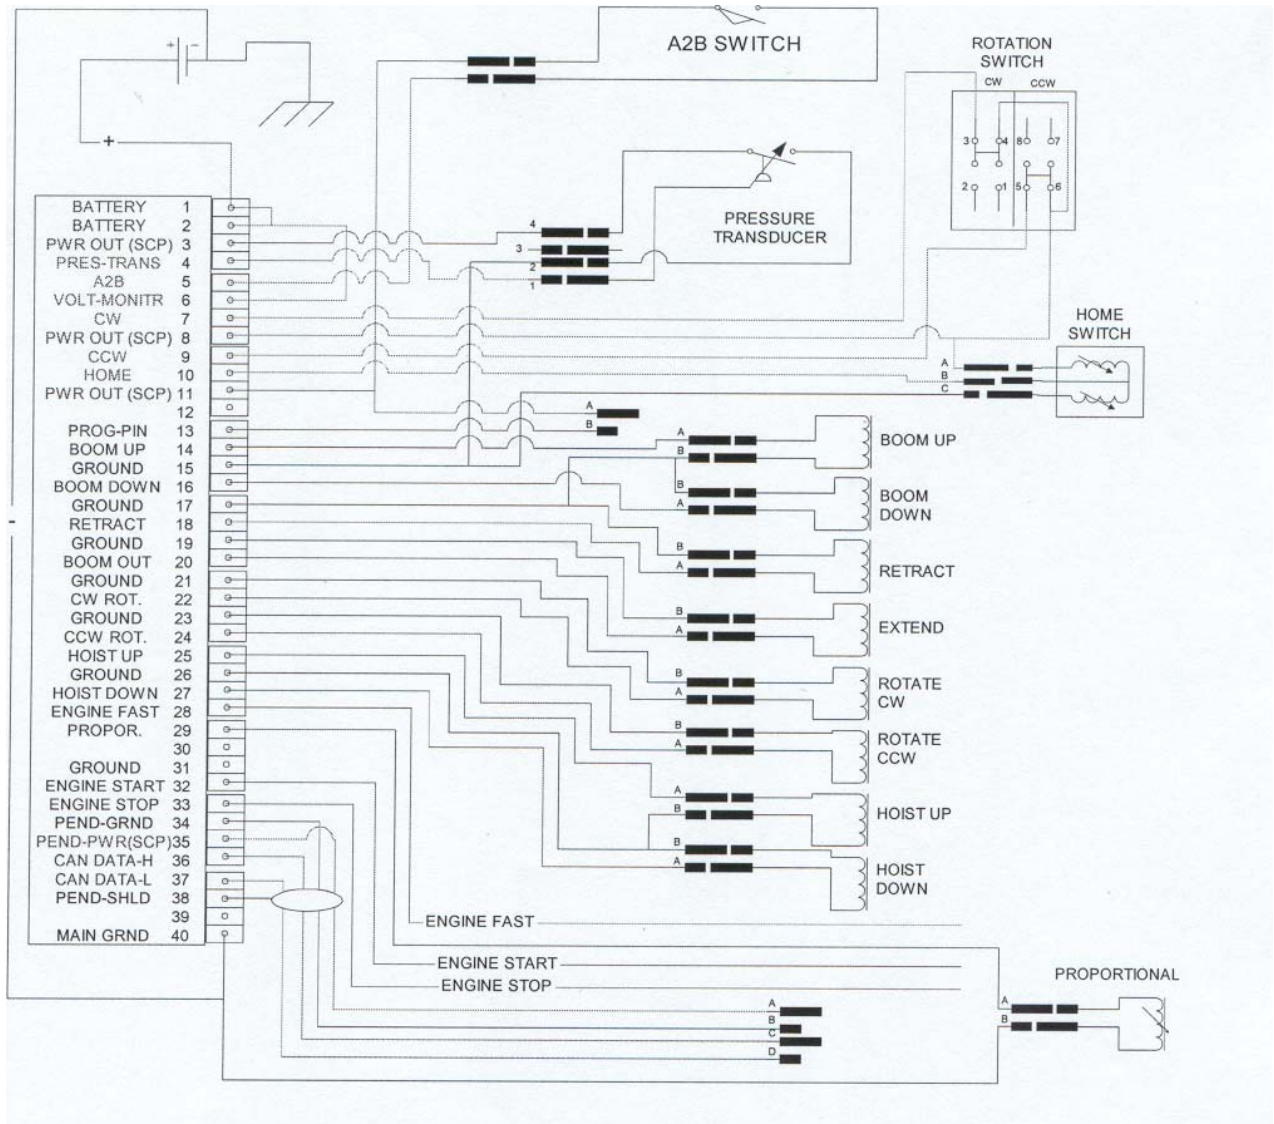 A2B SWITCH
ROTATION
SWITCH
CW CCW
3 4 8 7
2 1 5 6
+ -
+
-
PRESSURE
TRANSDUCER
4
3
2
1
HOME
SWITCH
A
B
C
BATTERY 1
BATTERY 2
PWR OUT (SCP) 3
PRES-TRANS 4
A2B 5
VOLT-MONITR 6
CW 7
PWR OUT (SCP) 8
CCW 9
HOME 10
PWR OUT (SCP) 11
12
PROG-PIN 13
BOOM UP 14
GROUND 15
BOOM DOWN 16
GROUND 17
RETRACT 18
GROUND 19
BOOM OUT 20
GROUND 21
CW ROT. 22
GROUND 23
CCW ROT. 24
HOIST UP 25
GROUND 26
HOIST DOWN 27
ENGINE FAST 28
PROPOR. 29
30
GROUND 31
ENGINE START 32
ENGINE STOP 33
PEND-GRND 34
PEND-PWR(SCP)35
CAN DATA-H 36
CAN DATA-L 37
PEND-SHLD 38
39
MAIN GRND 40
A
B
A
B
BOOM UP
B
A
BOOM
DOWN
B
A
RETRACT
B
A
EXTEND
B
A
ROTATE
CW
B
A
ROTATE
CCW
A
B
HOIST UP
B
A
HOIST
DOWN
ENGINE FAST
ENGINE START
ENGINE STOP
A
B
C
D
PROPORTIONAL
A
B